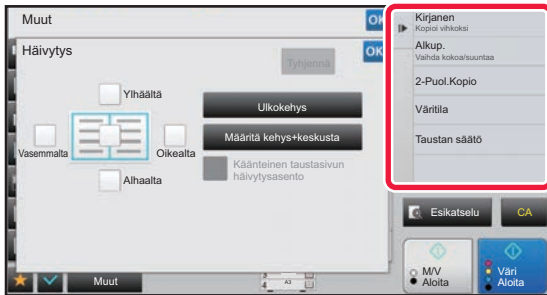 Muut
OK
Häivytys
OK
Tyhjennä
Ylhäältä
Vasemmalta
Oikealta
Alhaalta
Ulkokehys
Määritä kehys+keskusta
Käänteinen taustasivun
häivytysasento
Kirjanen
Kopioi vihkoksi
Alkup.
Vaihda kokoa/suuntaa
2-Puol.Kopio
Väritila
Taustan säätö
Esikatselu
CA
M/V
Aloita
Väri
Aloita
Muut
A3
4